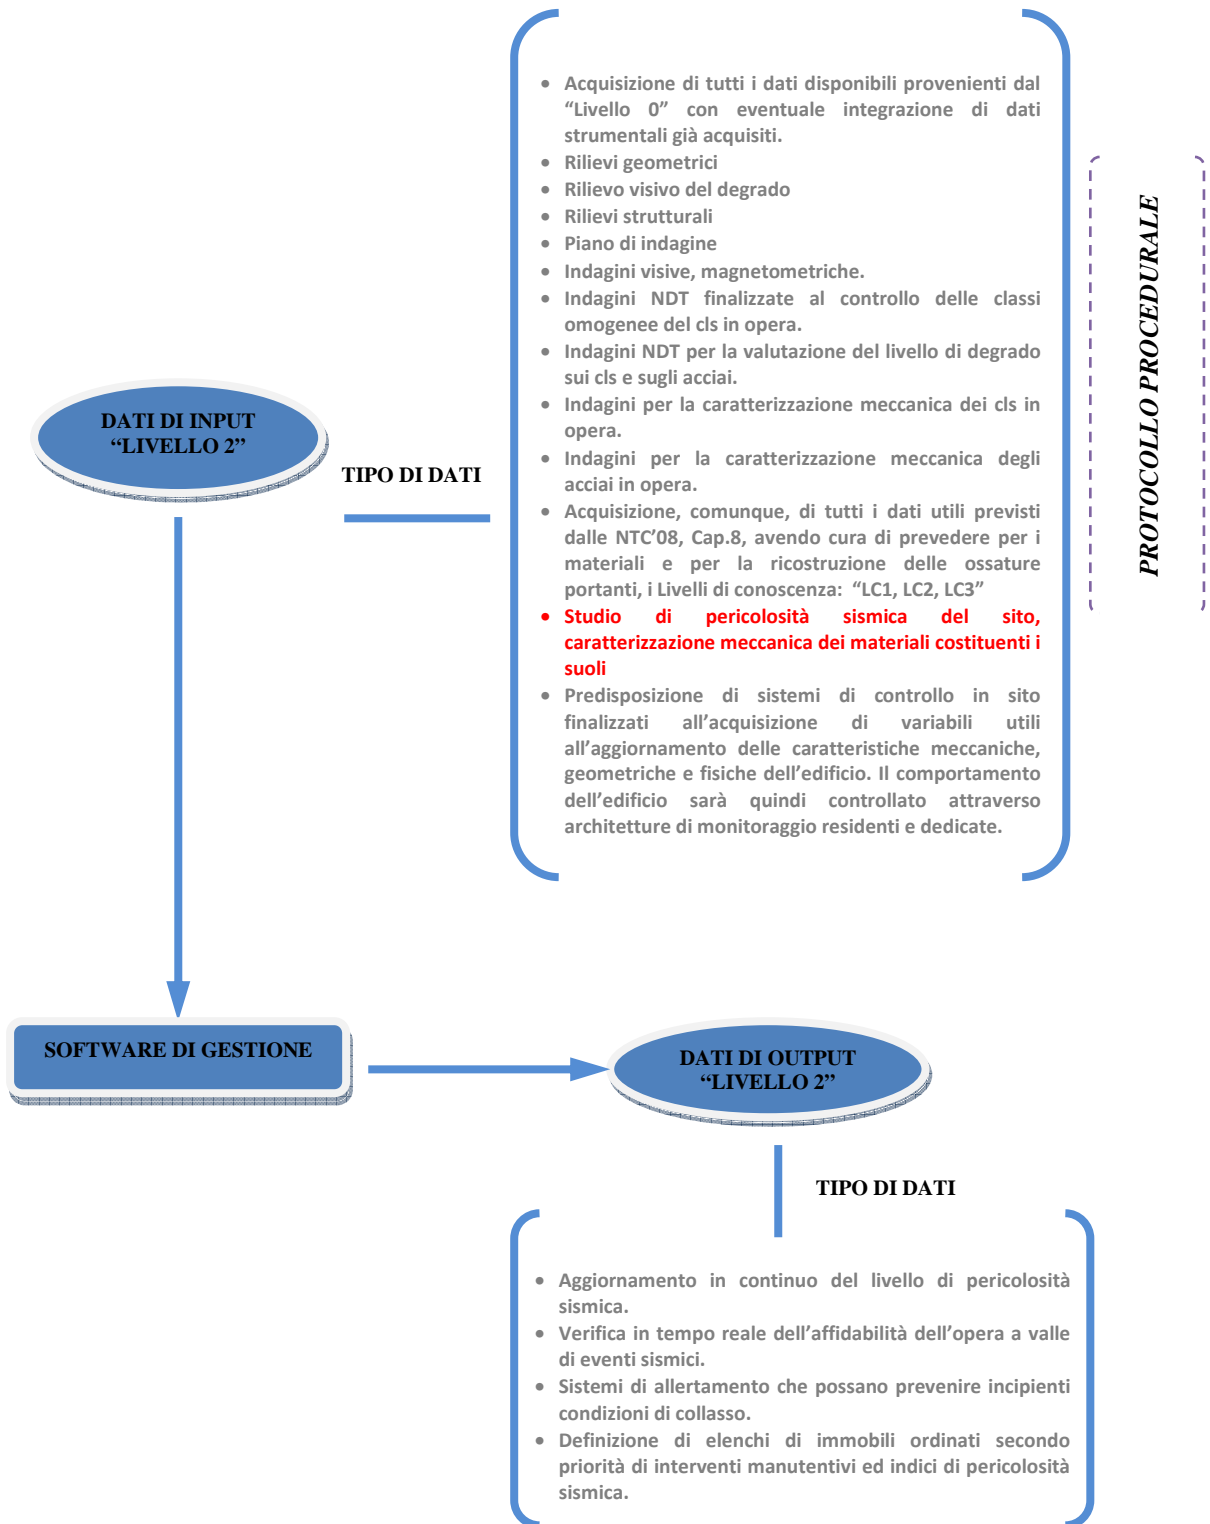 • Acquisizione di tutti i dati disponibili provenienti dal
“Livello 0” con eventuale integrazione di dati
strumentali già acquisiti.
• Rilievi geometrici
• Rilievo visivo del degrado
• Rilievi strutturali
• Piano di indagine
• Indagini visive, magnetometriche.
• Indagini NDT finalizzate al controllo delle classi
omogenee del cls in opera.
• Indagini NDT per la valutazione del livello di degrado
sui cls e sugli acciai.
• Indagini per la caratterizzazione meccanica dei cls in
opera.
• Indagini per la caratterizzazione meccanica degli
acciai in opera.
• Acquisizione, comunque, di tutti i dati utili previsti
dalle NTC’08, Cap.8, avendo cura di prevedere per i
materiali e per la ricostruzione delle ossature
portanti, i Livelli di conoscenza: “LC1, LC2, LC3”
• Studio di pericolosità sismica del sito,
caratterizzazione meccanica dei materiali costituenti i
suoli
• Predisposizione di sistemi di controllo in sito
finalizzati all’acquisizione di variabili utili
all’aggiornamento delle caratteristiche meccaniche,
geometriche e fisiche dell’edificio. Il comportamento
dell’edificio sarà quindi controllato attraverso
architetture di monitoraggio residenti e dedicate.
PROTOCOLLO PROCEDURALE
DATI DI INPUT
“LIVELLO 2”
TIPO DI DATI
SOFTWARE DI GESTIONE
DATI DI OUTPUT
“LIVELLO 2”
TIPO DI DATI
• Aggiornamento in continuo del livello di pericolosità
sismica.
• Verifica in tempo reale dell’affidabilità dell’opera a valle
di eventi sismici.
• Sistemi di allertamento che possano prevenire incipienti
condizioni di collasso.
• Definizione di elenchi di immobili ordinati secondo
priorità di interventi manutentivi ed indici di pericolosità
sismica.